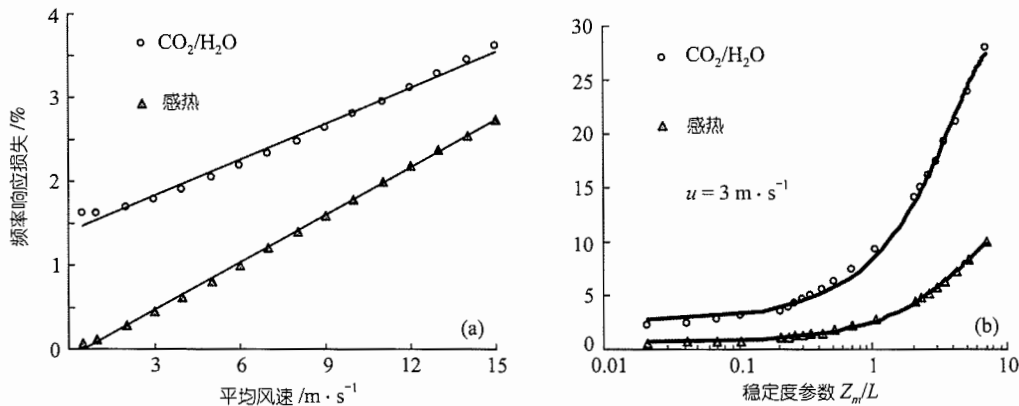 4
3
2
1
0
频率响应损失 /%
CO₂/H₂O
感热
(a)
3
6
9
12
15
平均风速 /m · s⁻¹
30
25
20
15
10
5
0
CO₂/H₂O
感热
u = 3 m · s⁻¹
(b)
0.01
0.1
1
10
稳定度参数 Zₘ/L